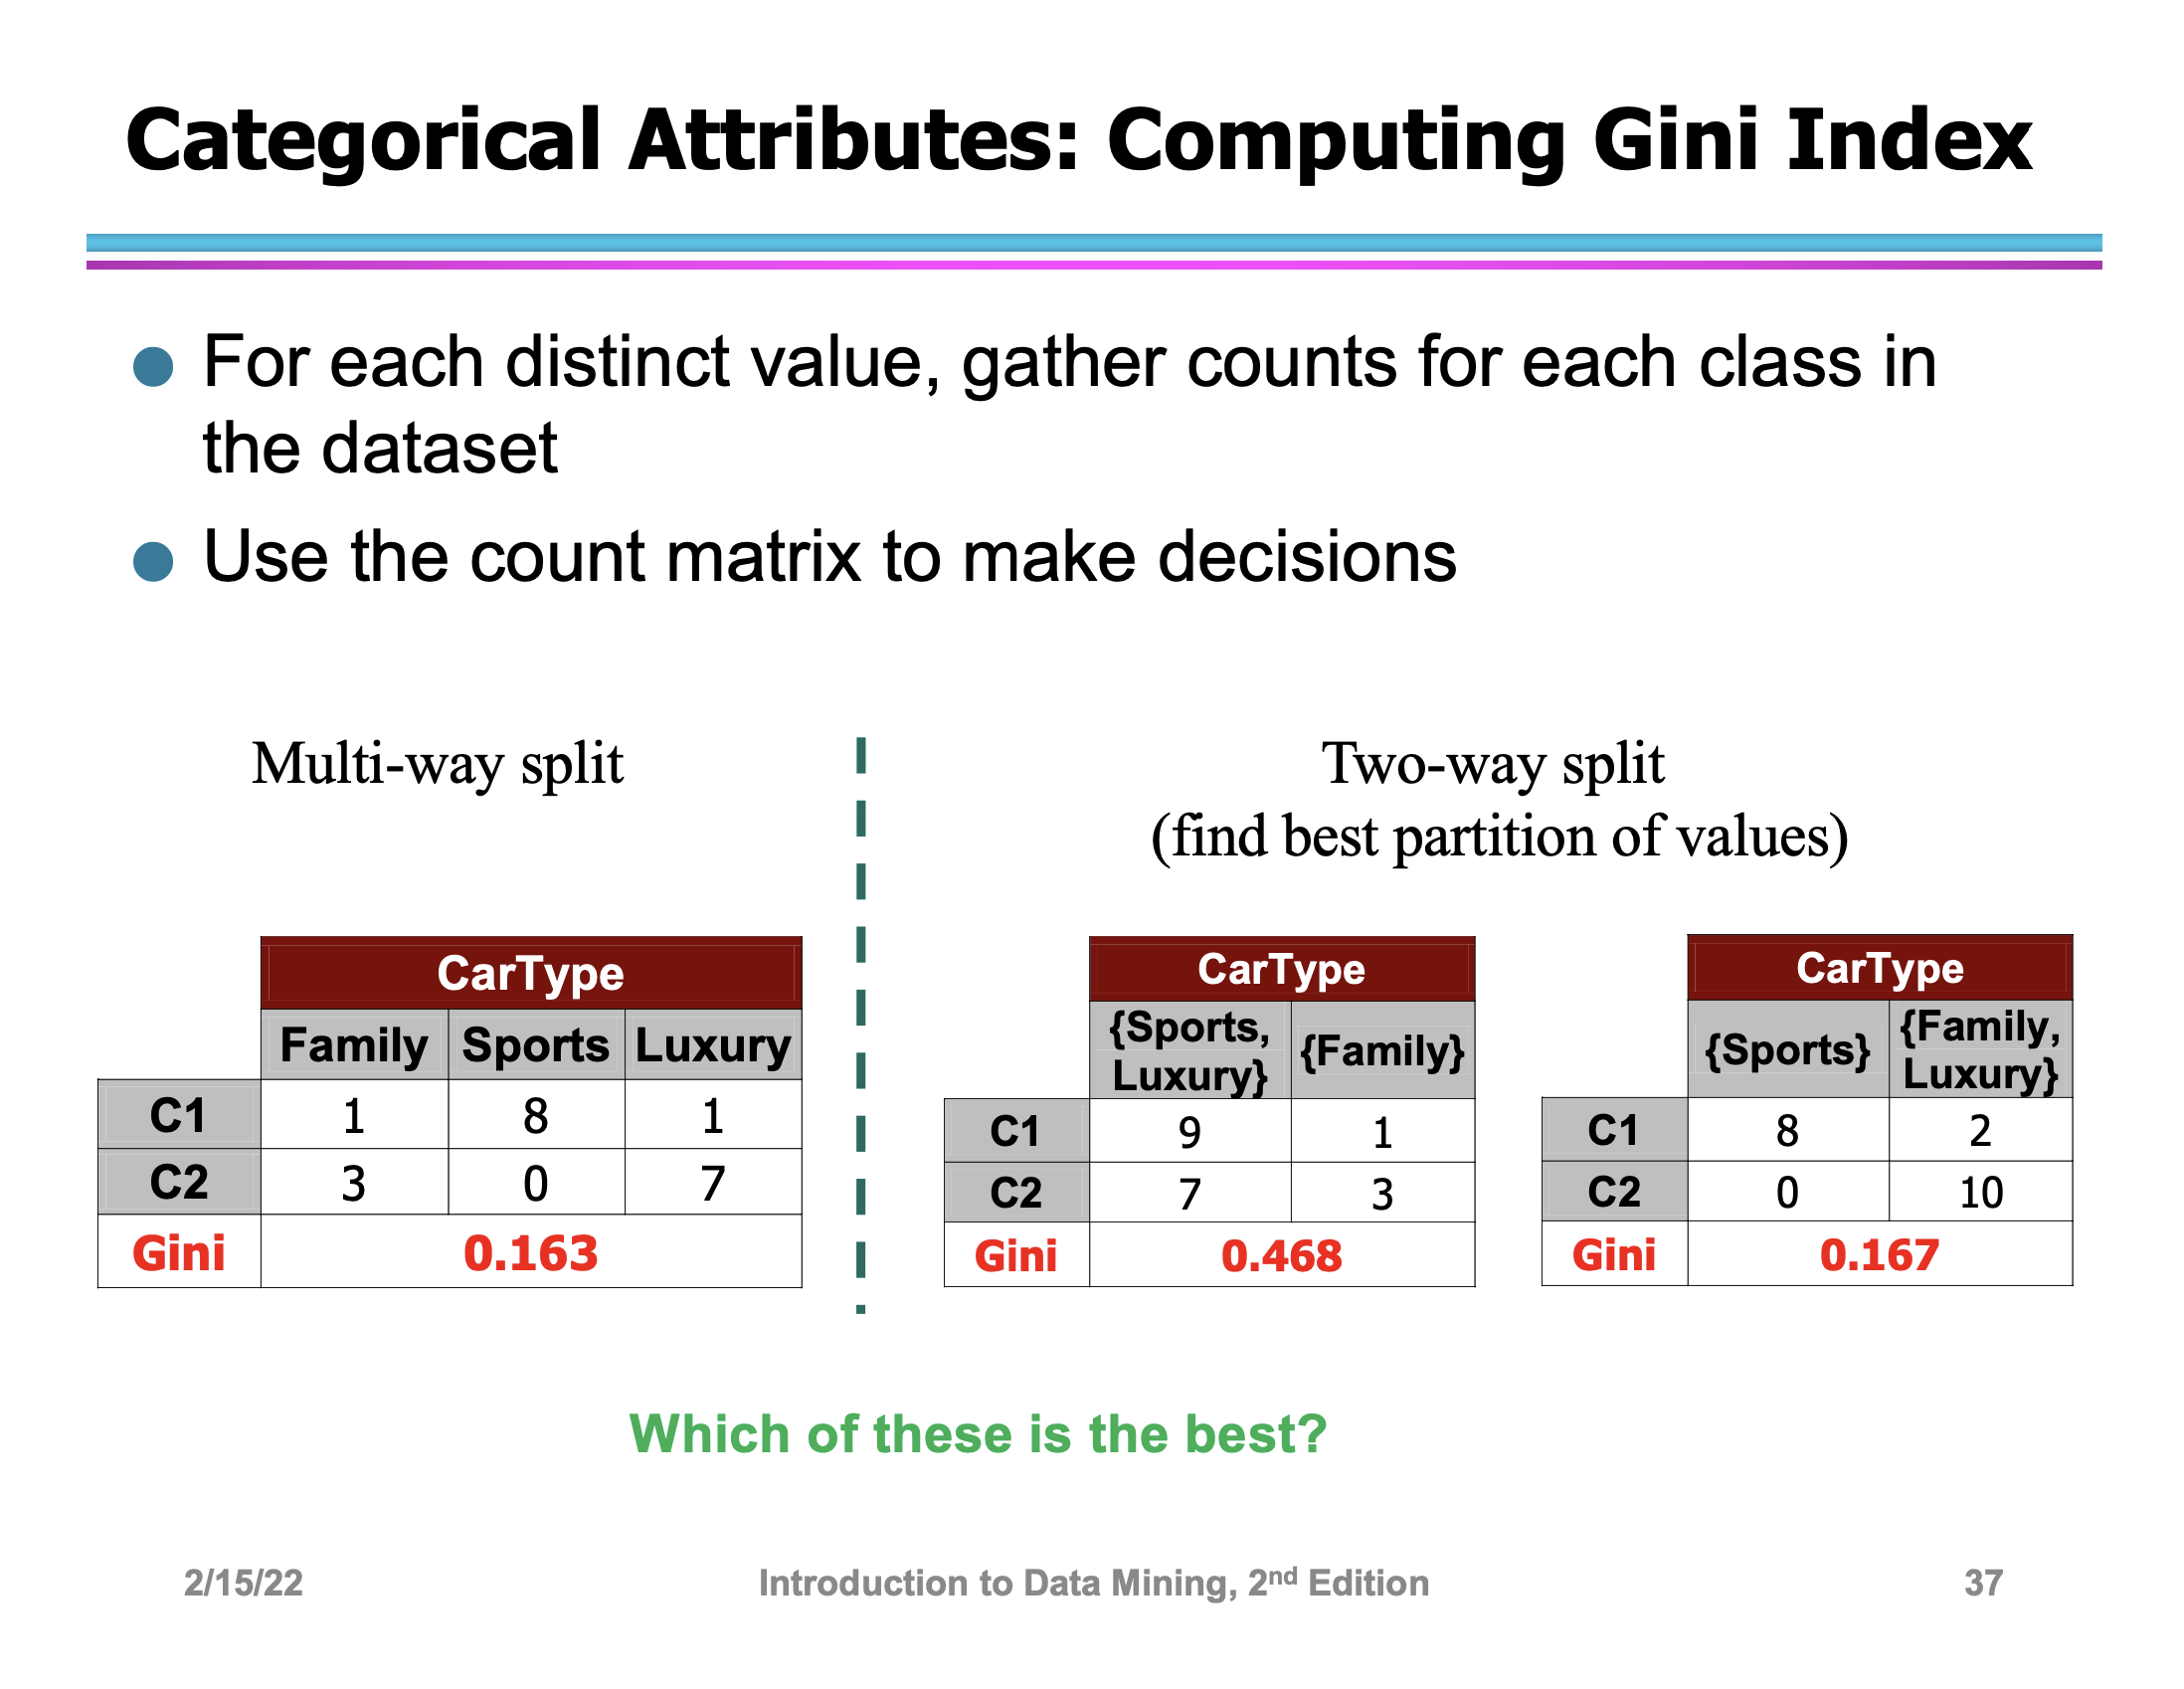 Categorical Attributes: Computing Gini Index
For each distinct value, gather counts for each class in
the dataset
Use the count matrix to make decisions
Multi-way split
CarType
Family Sports Luxury
C1 1 8 1
C2 3 0 7
Gini 0.163
Two-way split
(find best partition of values)
CarType
{Sports,
Luxury} {Family}
C1 9 1
C2 7 3
Gini 0.468
CarType
{Sports} {Family,
Luxury}
C1 8 2
C2 0 10
Gini 0.167
Which of these is the best?
2/15/22 Introduction to Data Mining, 2nd Edition 37